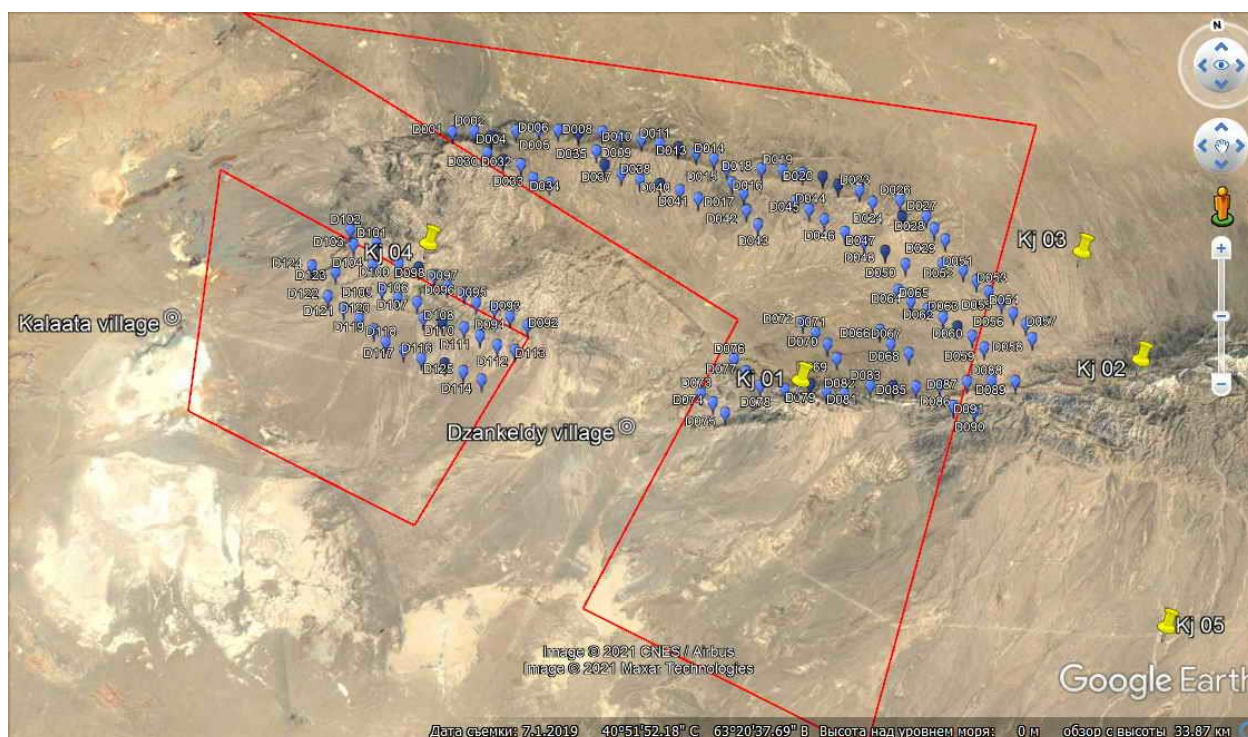 N
D001
D002
D004
D006
D005
D008
D010
D011
D009
D013
D014
D035
D030
D032
D033
D034
D037
D038
D040
D041
D015
D018
D019
D020
D016
D017
D042
D043
D044
D045
D046
D023
D024
D026
D027
D028
D029
D047
D048
D050
D051
D052
D053
D054
D055
D056
D057
D058
D059
D060
D061
D062
D063
D065
D066
D067
D068
D070
D071
D072
D076
D077
D073
D074
D075
D078
D079
D081
D082
D083
D085
D086
D087
D088
D089
D090
D091
D102
D101
D103
D104
D100
D098
D097
D096
D095
D093
D092
D094
D124
D123
D122
D121
D120
D105
D106
D107
D108
D110
D111
D112
D113
D114
D116
D117
D118
D119
D125
Kj 04
Kj 03
Kj 02
Kj 01
Kj 05
Kalaata village
Dzankeldy village
Image © 2021 CNES / Airbus
Image © 2021 Maxar Technologies
Google Earth
Дата съемки: 7.1.2019 40°51'52.18" С 63°20'37.69" В Высота над уровнем моря: 0 м обзор с высоты 33.87 км